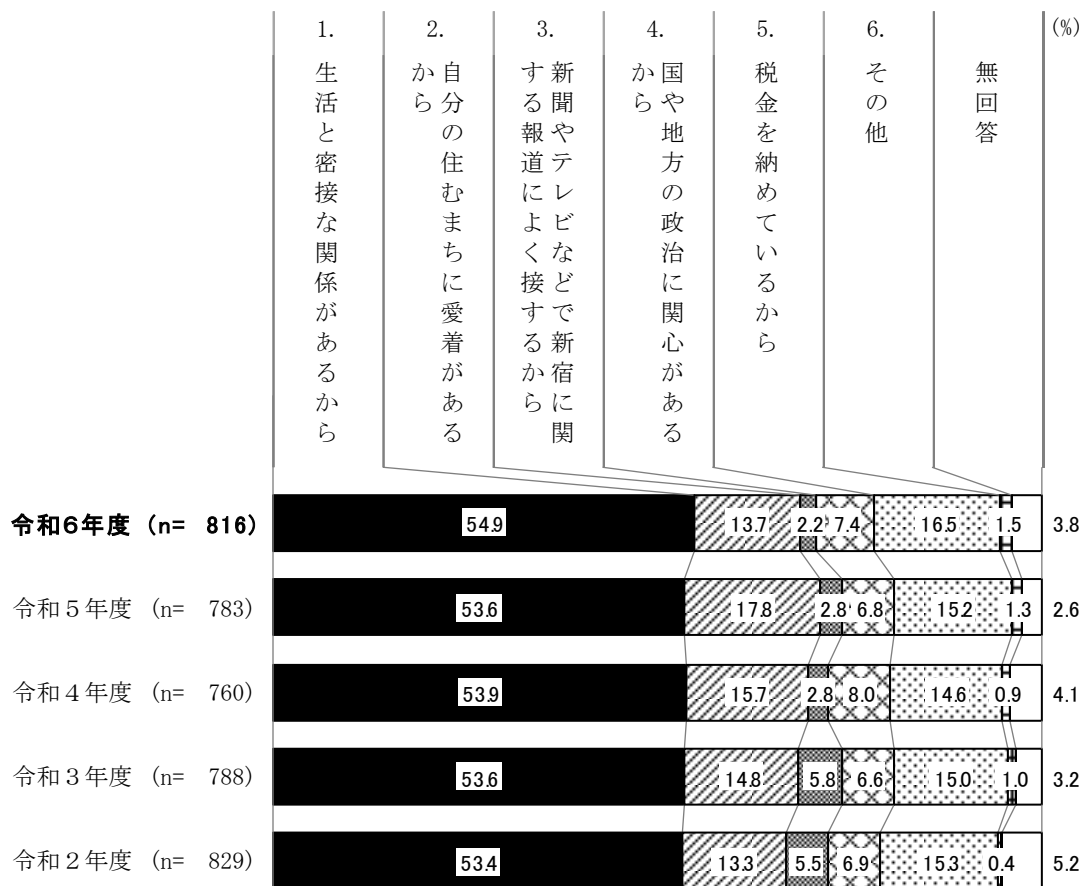 1. 2. 3. 4. 5. 6. (%)
生活と密接な関係があるから
自分の住むまちに愛着がある
から
新聞やテレビなどで新宿に関
する報道によく接するから
国や地方の政治に関心がある
から
税金を納めているから
その他
無回答
令和6年度 (n= 816) 54.9 13.7 2.2 7.4 16.5 1.5 3.8
令和5年度 (n= 783) 53.6 17.8 2.8 6.8 15.2 1.3 2.6
令和4年度 (n= 760) 53.9 15.7 2.8 8.0 14.6 0.9 4.1
令和3年度 (n= 788) 53.6 14.8 5.8 6.6 15.0 1.0 3.2
令和2年度 (n= 829) 53.4 13.3 5.5 6.9 15.3 0.4 5.2